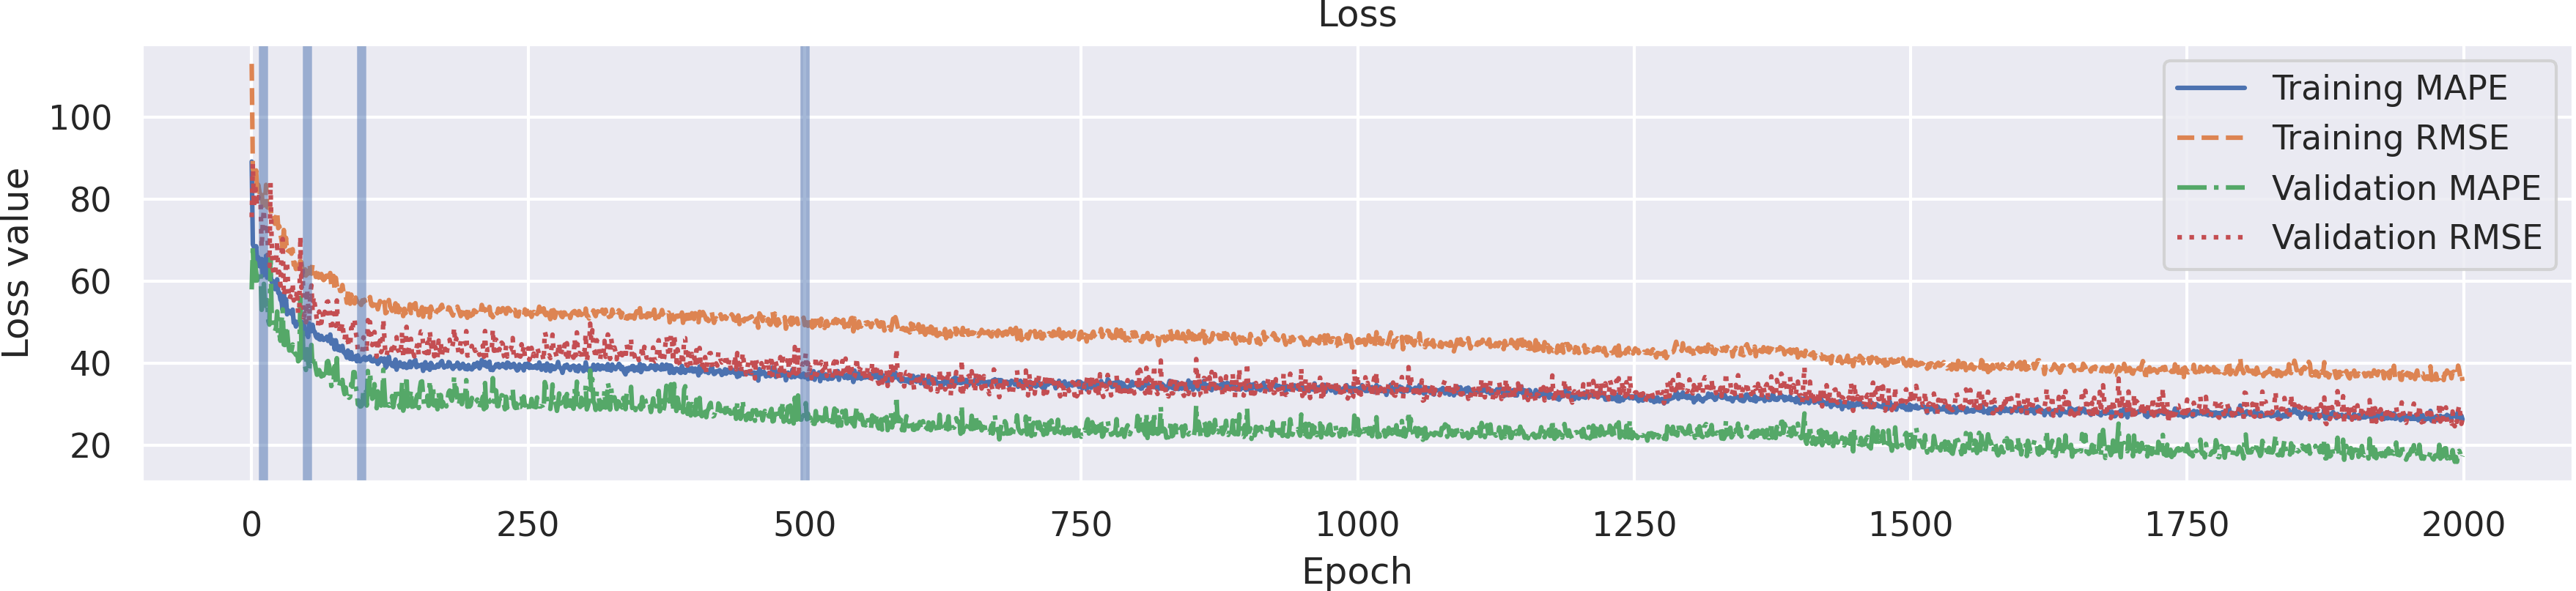 Loss
Loss value
100
80
60
40
20
Training MAPE
Training RMSE
Validation MAPE
Validation RMSE
0 250 500 750 1000 1250 1500 1750 2000
Epoch